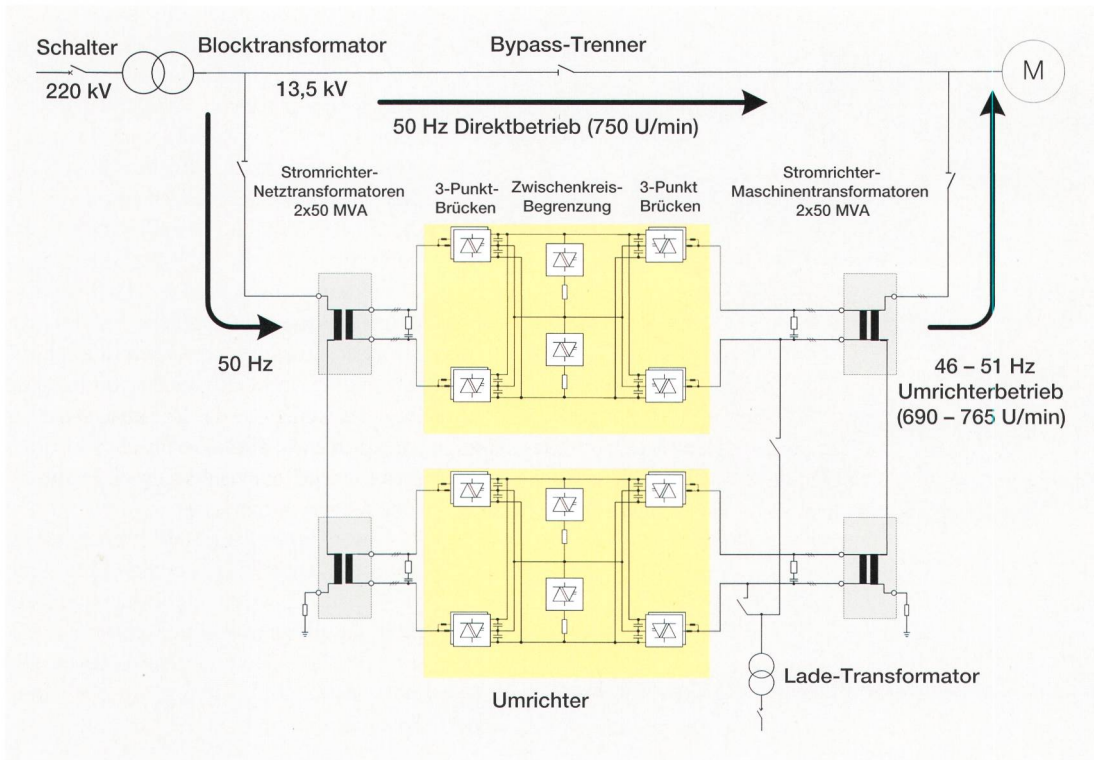 Schalter
Blocktransformator
Bypass-Trenner
M
220 kV
13,5 kV
50 Hz Direktbetrieb (750 U/min)
Stromrichter-
Netztransformatoren
2x50 MVA
3-Punkt-
Brücken
Zwischenkreis-
Begrenzung
3-Punkt
Brücken
Stromrichter-
Maschinentransformatoren
2x50 MVA
50 Hz
46 – 51 Hz
Umrichterbetrieb
(690 – 765 U/min)
Umrichter
Lade-Transformator